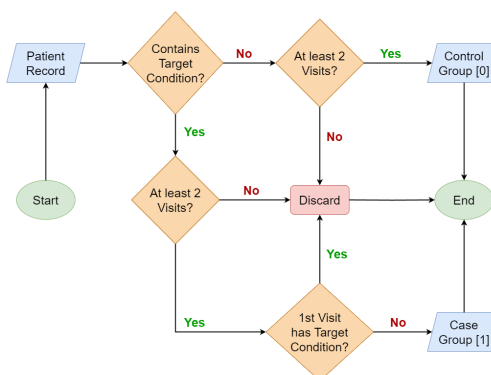 Patient
Record
Contains
Target
Condition?
No
At least 2
Visits?
Yes
Control
Group [0]
Yes
No
Start
At least 2
Visits?
No
Discard
End
Yes
Yes
1st Visit
has Target
Condition?
No
Case
Group [1]